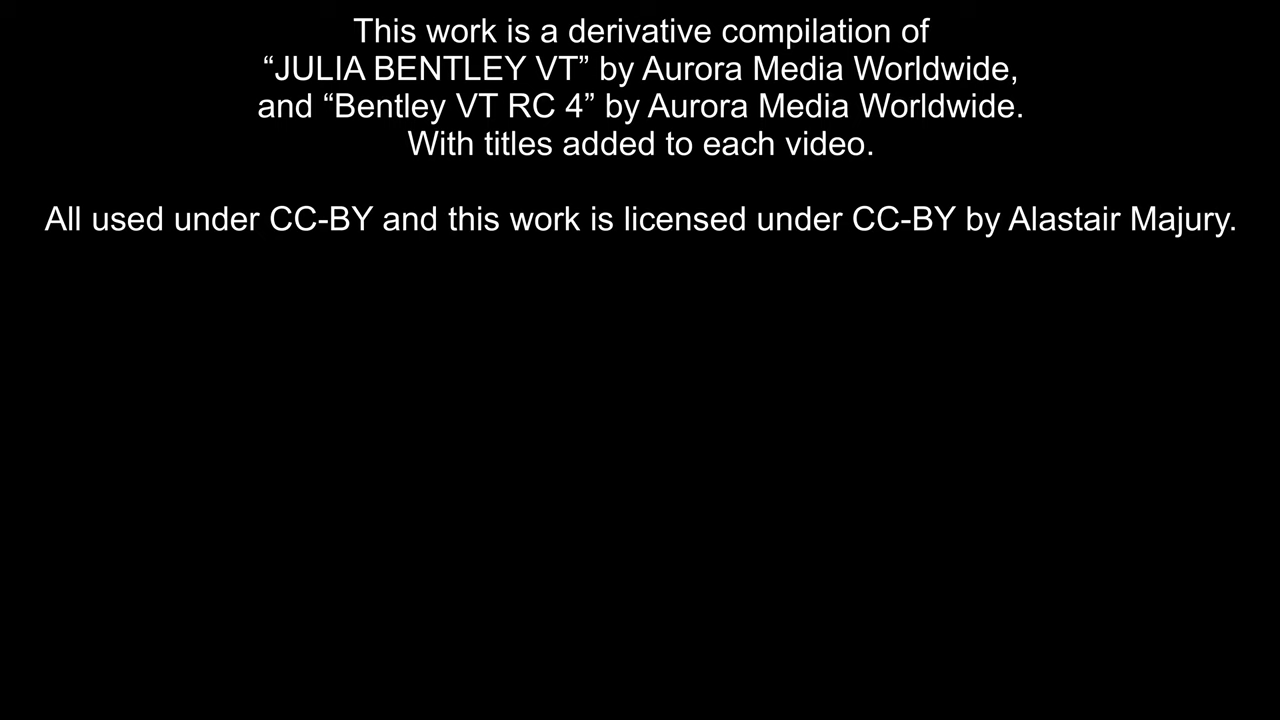 This work is a derivative compilation of
“JULIA BENTLEY VT” by Aurora Media Worldwide,
and “Bentley VT RC 4” by Aurora Media Worldwide.
With titles added to each video.
All used under CC-BY and this work is licensed under CC-BY by Alastair Majury.